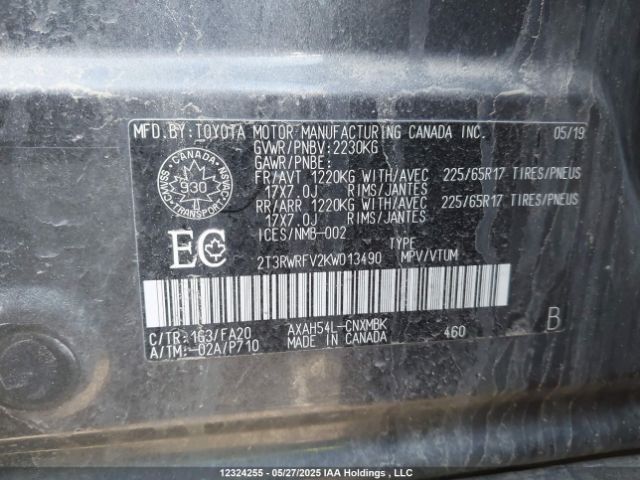 MFD.BY: TOYOTA MOTOR MANUFACTURING CANADA INC. 05/19
GVWR/PNBV:2230KG
GAWR/PNBE:
FR/AVT 1220KG WITH/AVEC 225/65R17 TIRES/PNEUS
17X7.0J RIMS/JANTES
RR/ARR 1220KG WITH/AVEC 225/65R17 TIRES/PNEUS
17X7.0J RIMS/JANTES
ICES/NMB-002
CANADA
CMVSS NSVAC
930
TRANSPORT
EC
TYPE
2T3RWRFV2KW013490 MPV/VTUM
C/TR:163/FA20 AXAH54L-CNXMBK 460 B
A/TM:-02A/P710 MADE IN CANADA
12324255 - 05/27/2025 IAA Holdings, LLC